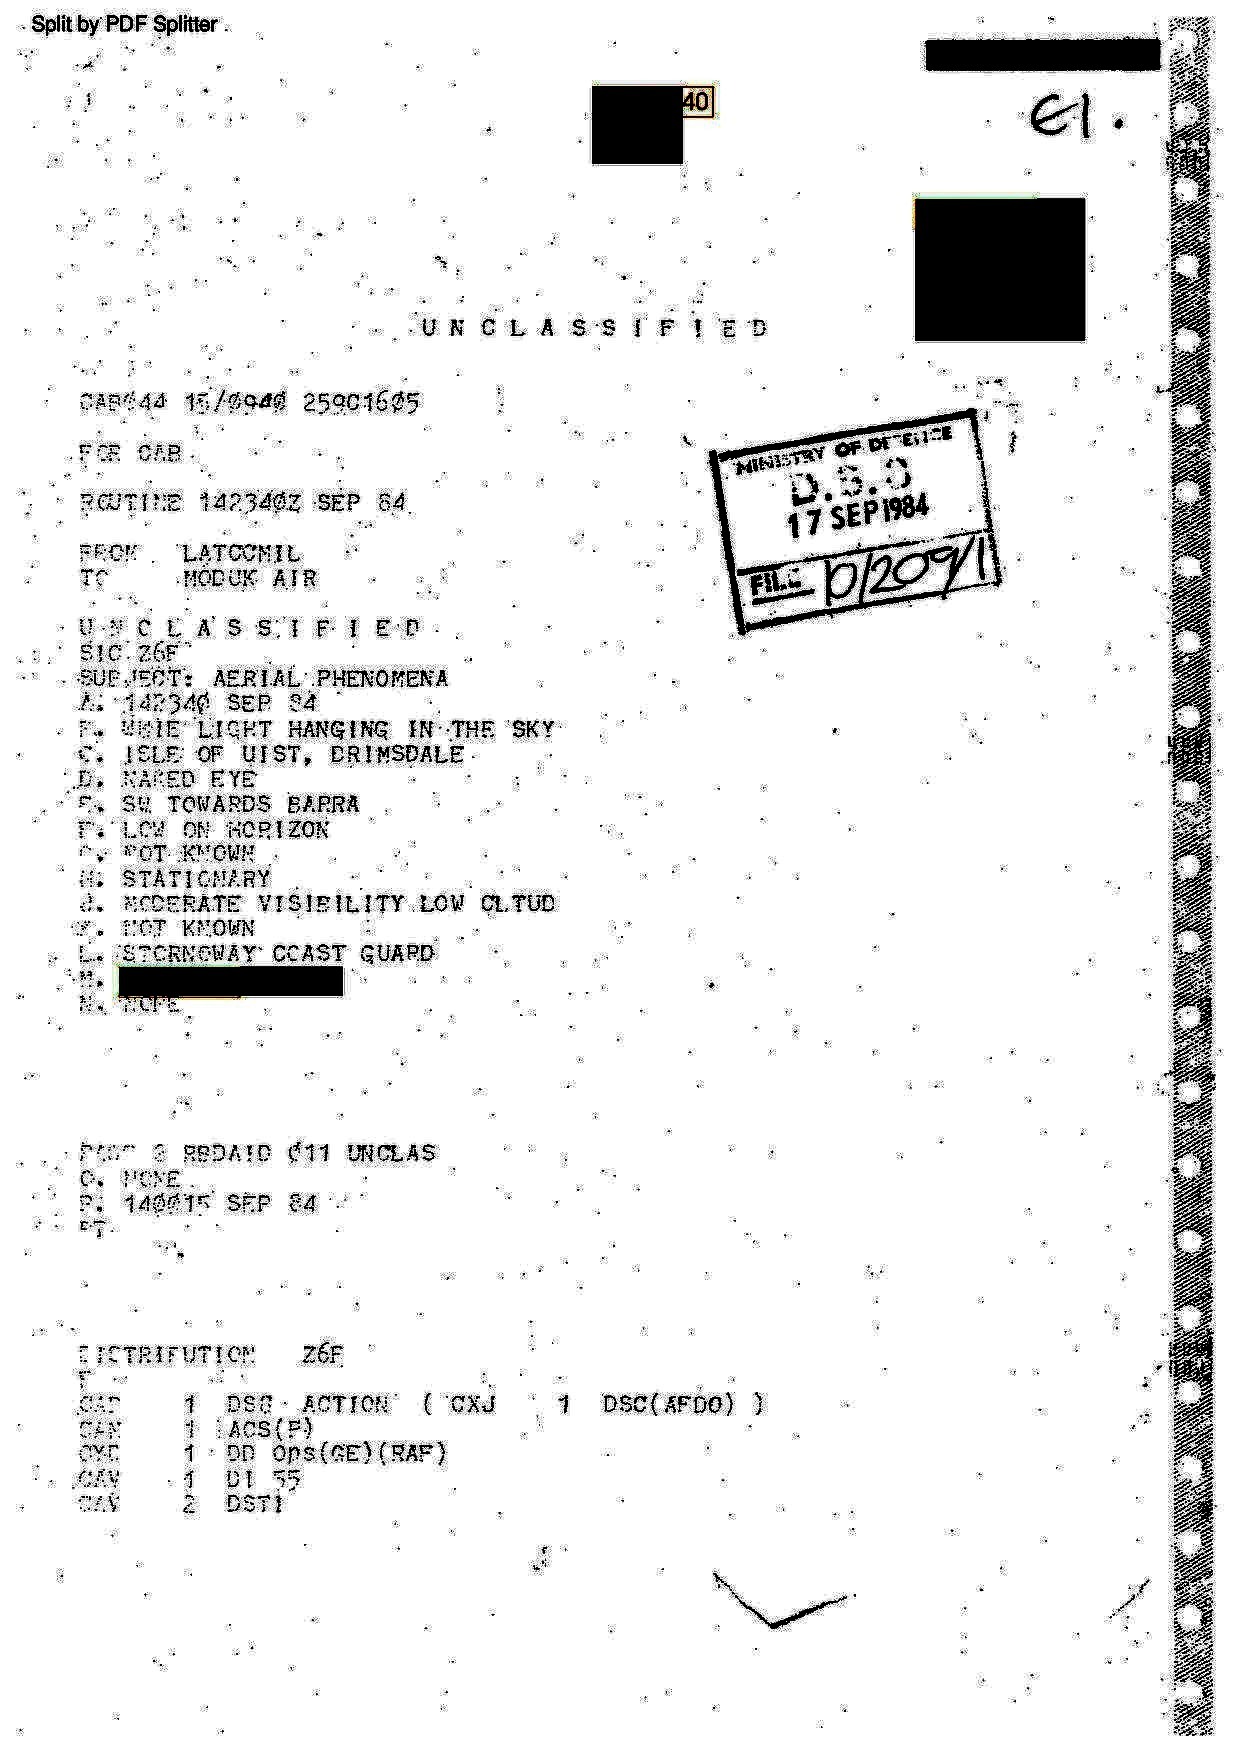 Split by PDF Splitter
40
E1.
U N C L A S S I F I E D
CAB044 15/0940 259C1605
FOR CAB
ROUTINE 142340Z SEP 84
MINISTRY OF DEFENCE
D.S.O
17 SEP 1984
FILE D/209/1
FROM LATCCMIL
TO MODUK AIR
U N C L A S S I F I E D
SIC Z6F
SUBJECT: AERIAL PHENOMENA
A. 142340 SEP 84
B. WHIE LIGHT HANGING IN THE SKY
C. ISLE OF UIST, DRIMSDALE
D. NAKED EYE
E. SW TOWARDS BARRA
F. LOW ON HORIZON
G. NOT KNOWN
H. STATIONARY
J. MODERATE VISIBILITY LOW CLTUD
K. NOT KNOWN
L. STORNOWAY COAST GUARD
M.
N. NONE
PAGE 2 RBDAID 011 UNCLAS
O. NONE
P. 140015 SEP 84
BT
DISTRIBUTION Z6F
F
CAB 1 DSC ACTION ( CXJ 1 DSC(AFDO) )
CAN 1 ACS(P)
CYD 1 DD Ops(GE)(RAF)
CAV 1 DI 55
CAV 2 DSTI